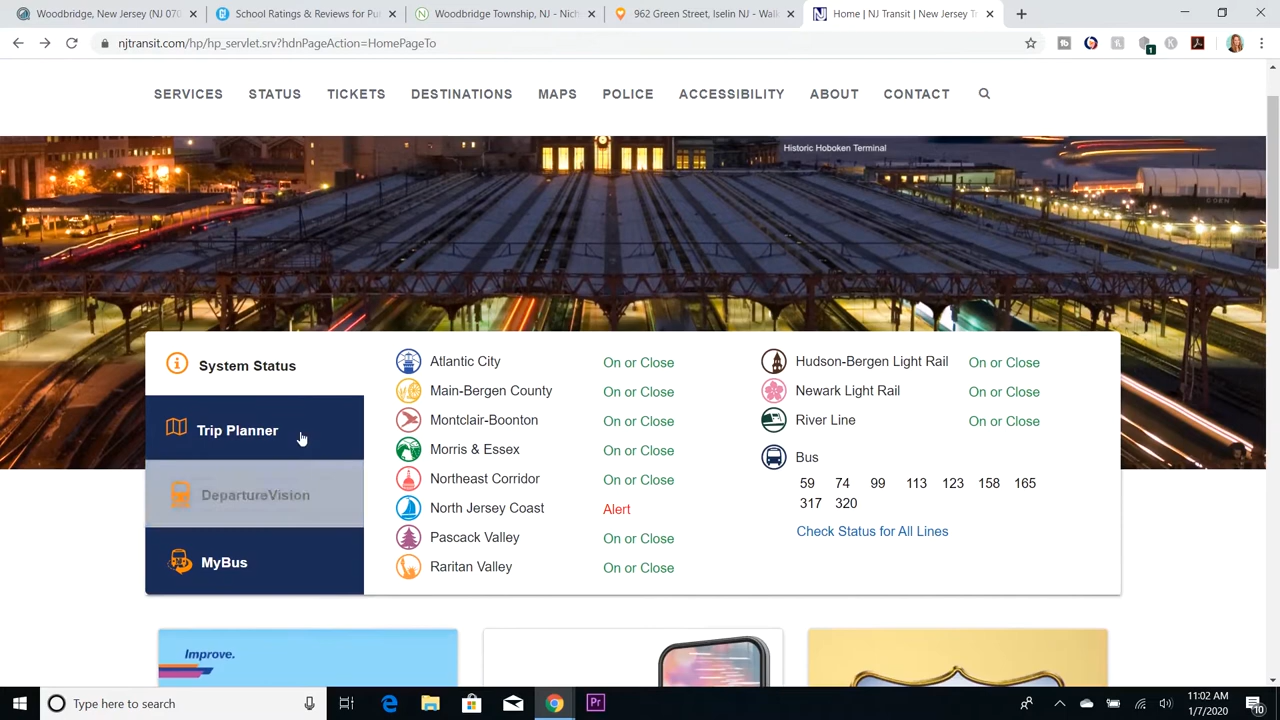 Woodbridge, New Jersey (NJ 070
School Ratings & Reviews for Pu
Woodbridge Township, NJ - Nich
962 Green Street, Iselin NJ - Walk
Home | NJ Transit | New Jersey Tr
njtransit.com/hp/hp_servlet.srv?hdnPageAction=HomePageTo
SERVICES STATUS TICKETS DESTINATIONS MAPS POLICE ACCESSIBILITY ABOUT CONTACT
Historic Hoboken Terminal
System Status
Trip Planner
DepartureVision
MyBus
Atlantic City On or Close
Main-Bergen County On or Close
Montclair-Boonton On or Close
Morris & Essex On or Close
Northeast Corridor On or Close
North Jersey Coast Alert
Pascack Valley On or Close
Raritan Valley On or Close
Hudson-Bergen Light Rail On or Close
Newark Light Rail On or Close
River Line On or Close
Bus
59 74 99 113 123 158 165
317 320
Check Status for All Lines
Improve.
Type here to search
11:02 AM
1/7/2020